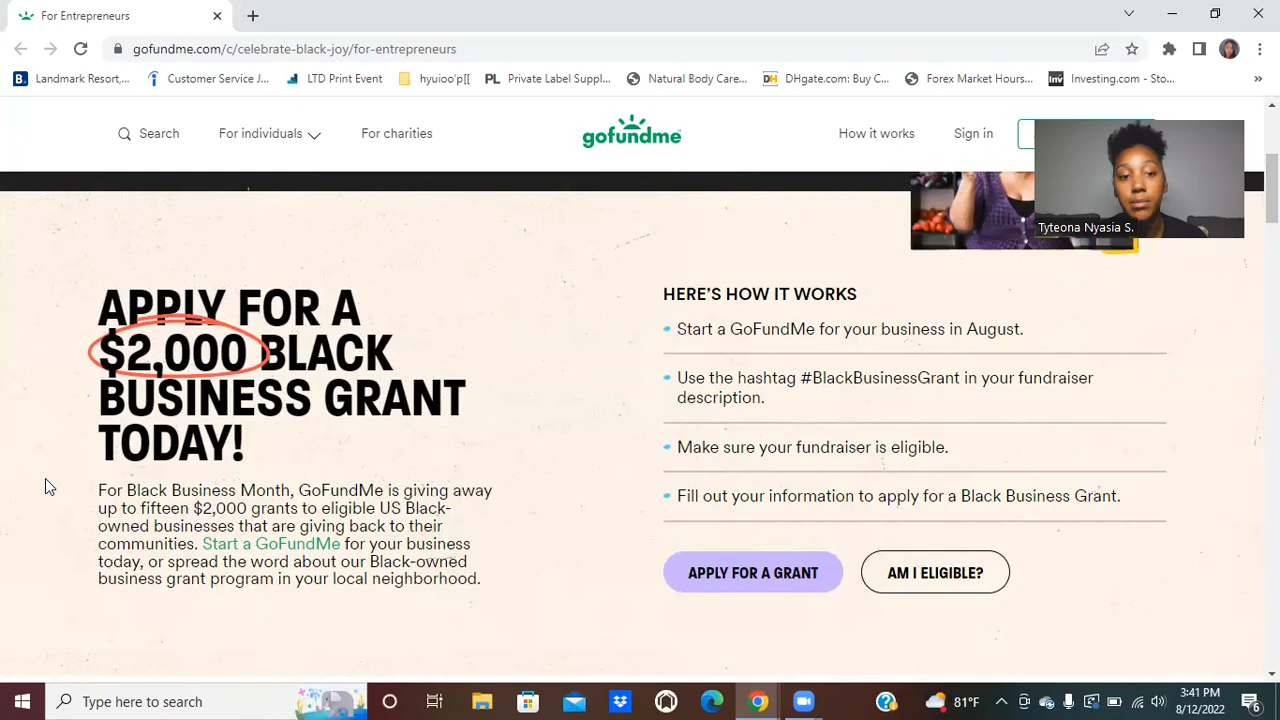 For Entrepreneurs
gofundme.com/c/celebrate-black-joy/for-entrepreneurs
B. Landmark Resort,...
Customer Service J...
LTD Print Event
hyuioo'p[[
PL Private Label Suppl...
Natural Body Care...
DH DHgate.com: Buy C...
Forex Market Hours...
Inv Investing.com - Sto...
»
Search
For individuals
For charities
gofundme
How it works
Sign in
Tyteona Nyasia S.
APPLY FOR A
$2,000 BLACK
BUSINESS GRANT
TODAY!
For Black Business Month, GoFundMe is giving away
up to fifteen $2,000 grants to eligible US Black-
owned businesses that are giving back to their
communities. Start a GoFundMe for your business
today, or spread the word about our Black-owned
business grant program in your local neighborhood.
HERE'S HOW IT WORKS
Start a GoFundMe for your business in August.
Use the hashtag #BlackBusinessGrant in your fundraiser
description.
Make sure your fundraiser is eligible.
Fill out your information to apply for a Black Business Grant.
APPLY FOR A GRANT
AM I ELIGIBLE?
Type here to search
81°F
3:41 PM
8/12/2022
6